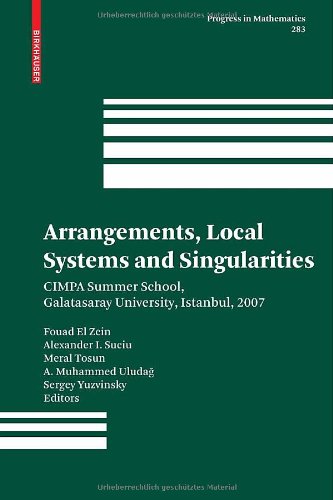 Urheberrechtlich geschütztes Material
Progress in Mathematics
283
BIRKHÄUSER
Arrangements, Local
Systems and Singularities
CIMPA Summer School,
Galatasaray University, Istanbul, 2007
Fouad El Zein
Alexander I. Suciu
Meral Tosun
A. Muhammed Uludağ
Sergey Yuzvinsky
Editors
Urheberrechtlich geschütztes Material